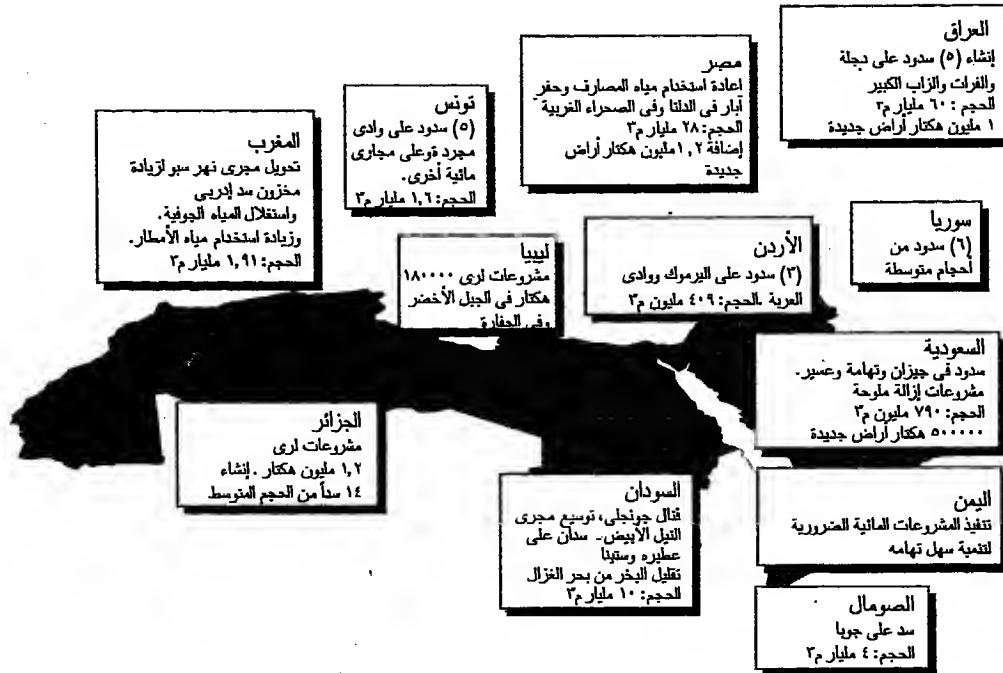 العراق
إنشاء (٥) سدود على دجلة
والفرات والزاب الكبير
الحجم : ٦٠ مليار م٣
١ مليون هكتار أراض جديدة
مصر
اعادة استخدام مياه المصارف وحفر
آبار فى الدلتا وفى الصحراء الغربية
الحجم: ٢٨ مليار م٣
إضافة ١,٢ مليون هكتار أراض
جديدة
تونس
(٥) سدود على وادى
مجرد ةوعلى مجارى
مائية أخرى.
الحجم: ١,٦ مليار م٣
المغرب
تحويل مجرى نهر سبو لزيادة
مخزون سد إدربى
واستغلال المياه الجوفية.
وزيادة استخدام مياه الأمطار.
الحجم: ١,٩١ مليار م٣
سوريا
(٦) سدود من
أحجام متوسطة
الأردن
(٣) سدود على اليرموك ووادى
العربة .الحجم: ٤٠٩ مليون م٣
ليبيا
مشروعات لرى ١٨٠٠٠٠
هكتار فى الجبل الأخضر
وفى الجفارة
السعودية
سدود فى جيزان وتهامة وعسير.
مشروعات إزالة ملوحة
الحجم: ٧٩٠ مليون م٣
٥٠٠٠٠٠ هكتار أراض جديدة
الجزائر
مشروعات لرى
١,٢ مليون هكتار . إنشاء
١٤ سداً من الحجم المتوسط
السودان
قتال جونجلى، توسيع مجرى
النيل الأبيض. سدان على
عطبره وستيتا
تقليل البخر من بحر الغزال
الحجم: ١٠ مليار م٣
اليمن
تنفيذ المشروعات المائية الضرورية
لتنمية سهل تهامه
الصومال
سد على جوبا
الحجم: ٤ مليار م٣